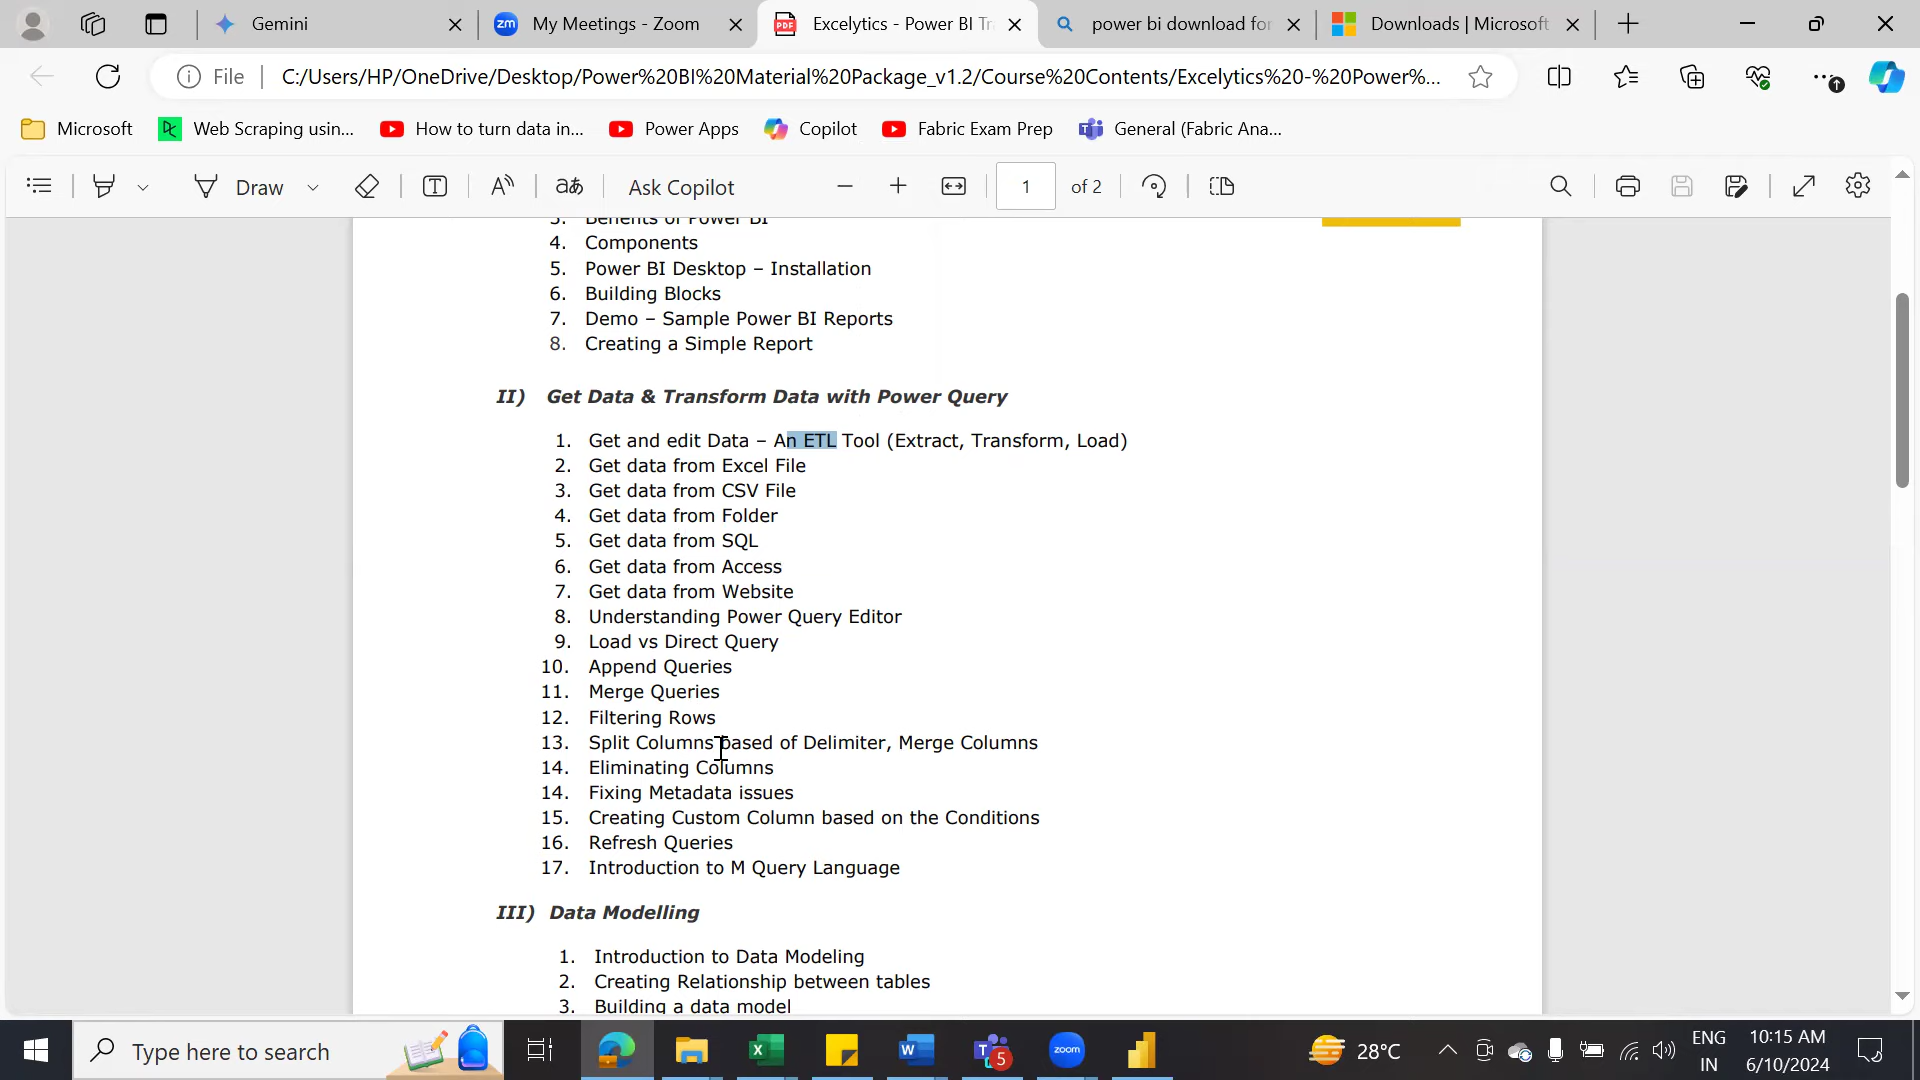 Gemini
My Meetings - Zoom
Excelytics - Power BI Tr
power bi download for
Downloads | Microsoft
File
C:/Users/HP/OneDrive/Desktop/Power%20BI%20Material%20Package_v1.2/Course%20Contents/Excelytics%20-%20Power%...
Microsoft
Web Scraping usin...
How to turn data in...
Power Apps
Copilot
Fabric Exam Prep
General (Fabric Ana...
Draw
Ask Copilot
1 of 2
3. Benefits of Power BI
4. Components
5. Power BI Desktop – Installation
6. Building Blocks
7. Demo – Sample Power BI Reports
8. Creating a Simple Report
II) Get Data & Transform Data with Power Query
1. Get and edit Data – An ETL Tool (Extract, Transform, Load)
2. Get data from Excel File
3. Get data from CSV File
4. Get data from Folder
5. Get data from SQL
6. Get data from Access
7. Get data from Website
8. Understanding Power Query Editor
9. Load vs Direct Query
10. Append Queries
11. Merge Queries
12. Filtering Rows
13. Split Columns based of Delimiter, Merge Columns
14. Eliminating Columns
14. Fixing Metadata issues
15. Creating Custom Column based on the Conditions
16. Refresh Queries
17. Introduction to M Query Language
III) Data Modelling
1. Introduction to Data Modeling
2. Creating Relationship between tables
3. Building a data model
Type here to search
5
zoom
28°C
ENG
IN
10:15 AM
6/10/2024